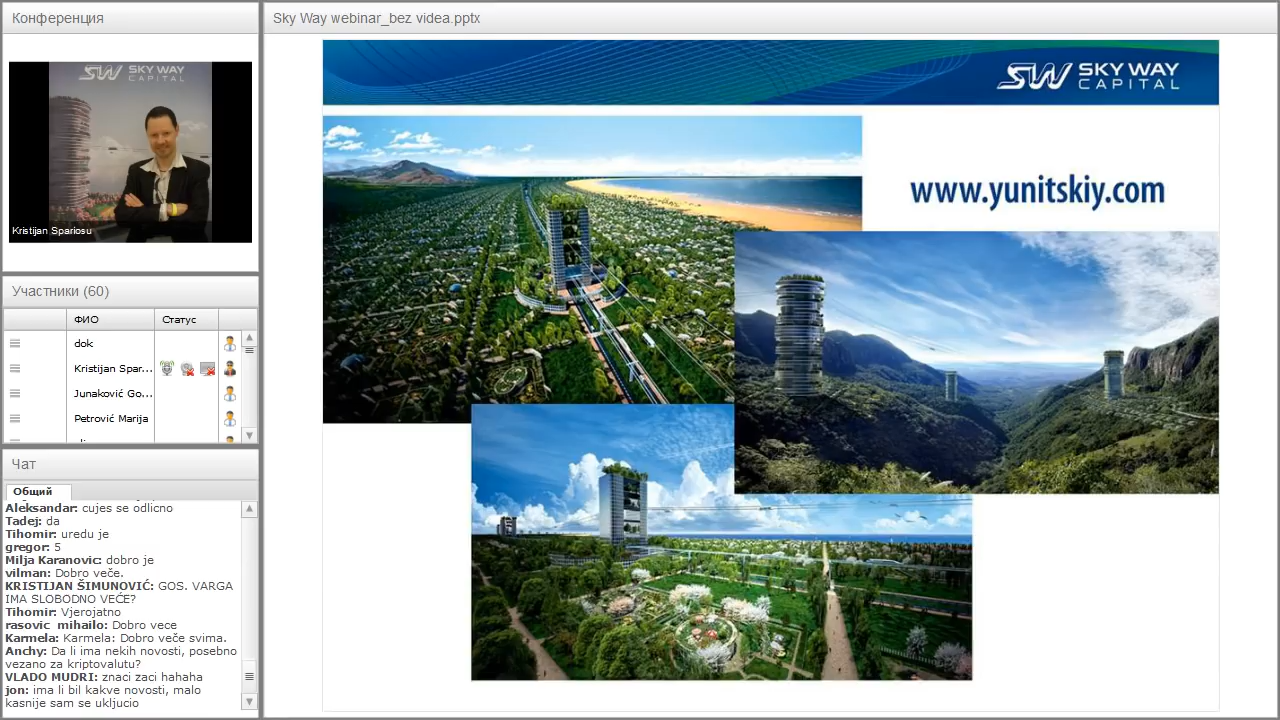 Конференция
SKY WAY
CAPITAL
Kristijan Spariosu
Участники (60)
ФИО Статус
Kristijan Spar...
Junaković Go...
Petrović Marija
Чат
Общий
Aleksandar: cujes se odlicno
Tadej: da
Tihomir: uredu je
gregor: 5
Milja Karanovic: dobro je
vilman: Dobro veče.
KRISTIJAN ŠIMUNOVIĆ: GOS. VARGA
IMA SLOBODNO VEĆE?
Tihomir: Vjerojatno
rasovic mihailo: Dobro vece
Karmela: Karmela: Dobro veče svima.
Anchy: Da li ima nekih novosti, posebno
vezano za kriptovalutu?
VLADO MUDRI: znaci zaci hahaha
jon: ima li bil kakve novosti, malo
kasnije sam se ukljucio
Sky Way webinar_bez videa.pptx
SW SKY WAY
CAPITAL
www.yunitskiy.com